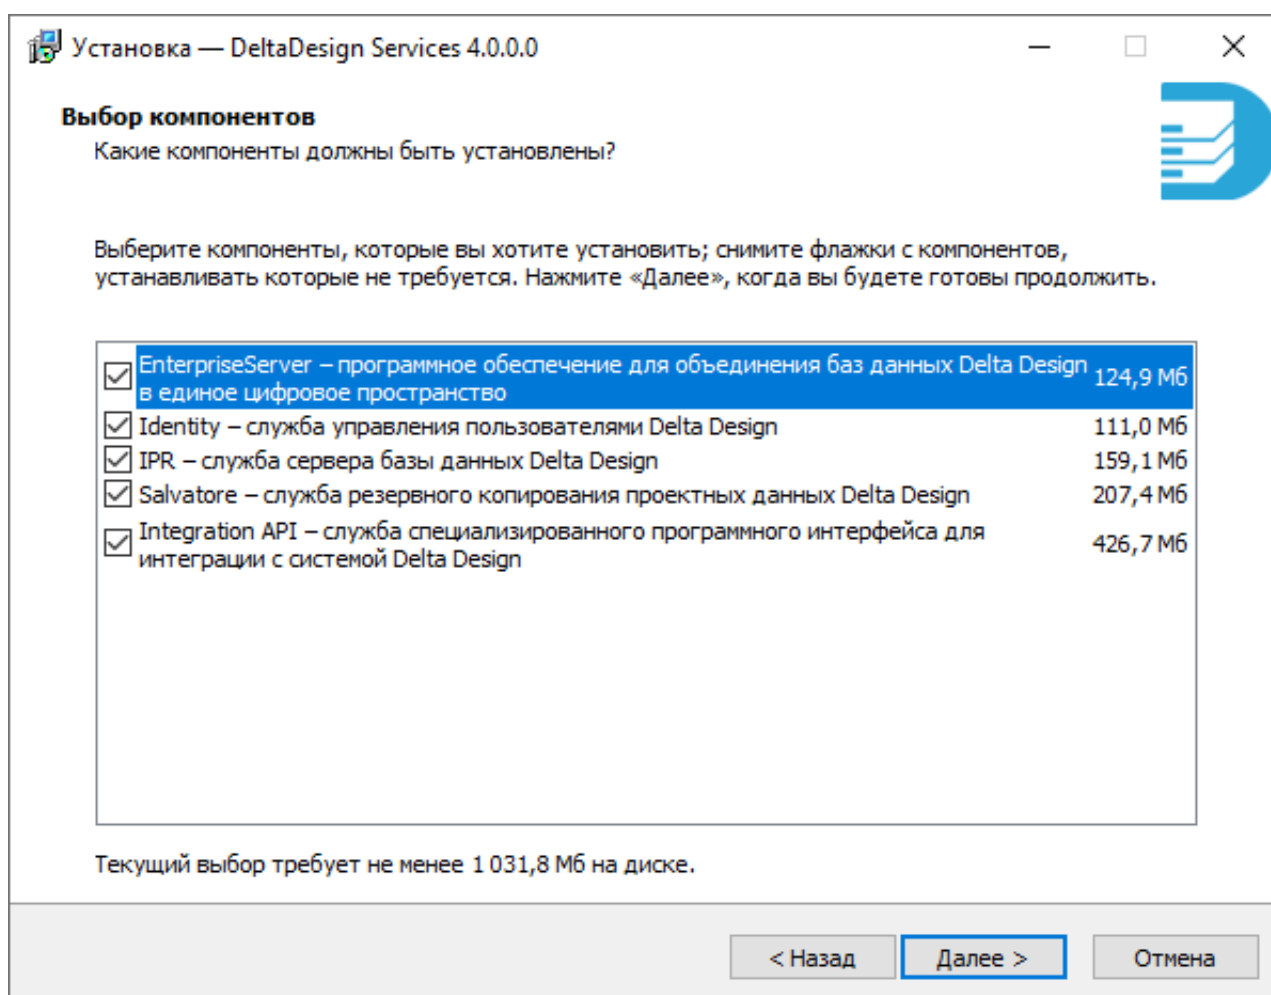 Установка — DeltaDesign Services 4.0.0.0
Выбор компонентов
Какие компоненты должны быть установлены?
Выберите компоненты, которые вы хотите установить; снимите флажки с компонентов,
устанавливать которые не требуется. Нажмите «Далее», когда вы будете готовы продолжить.
EnterpriseServer – программное обеспечение для объединения баз данных Delta Design
в единое цифровое пространство 124,9 Мб
Identity – служба управления пользователями Delta Design 111,0 Мб
IPR – служба сервера базы данных Delta Design 159,1 Мб
Salvatore – служба резервного копирования проектных данных Delta Design 207,4 Мб
Integration API – служба специализированного программного интерфейса для
интеграции с системой Delta Design 426,7 Мб
Текущий выбор требует не менее 1 031,8 Мб на диске.
< Назад Далее > Отмена